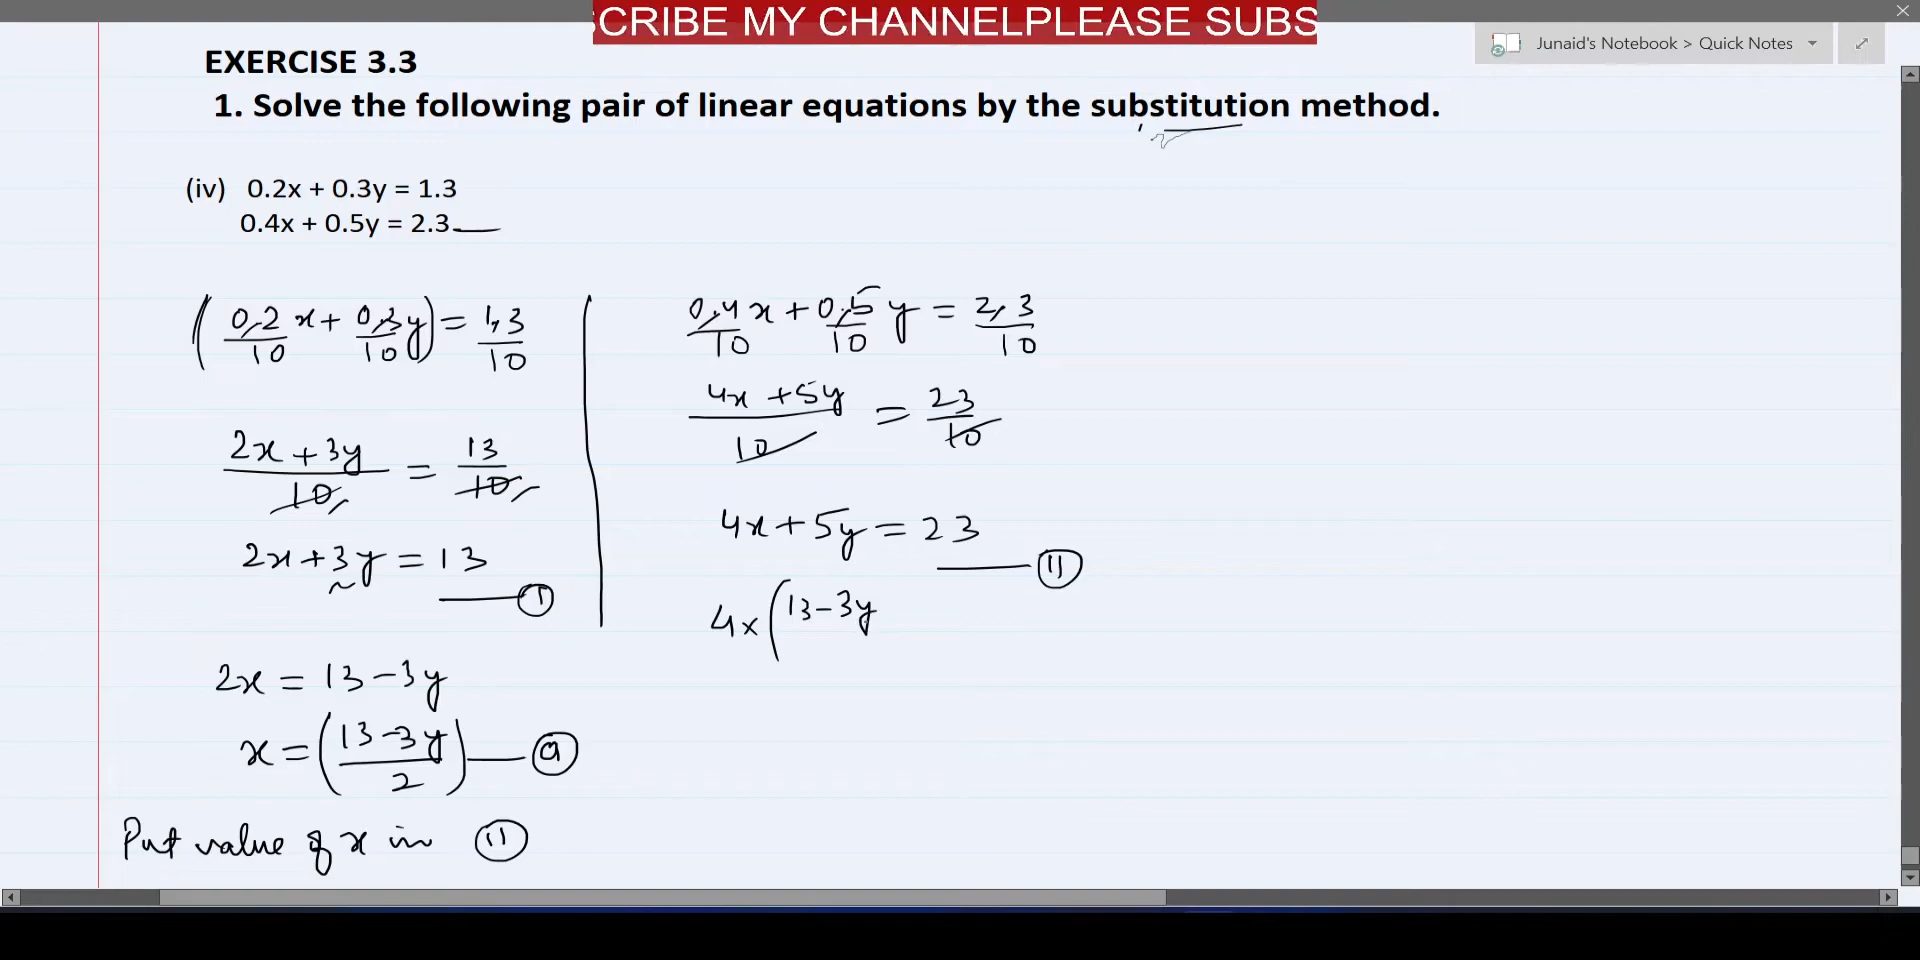 SCRIBE MY CHANNELPLEASE SUBS
Junaid's Notebook > Quick Notes
EXERCISE 3.3
1. Solve the following pair of linear equations by the substitution method.
(iv) 0.2x + 0.3y = 1.3
0.4x + 0.5y = 2.3
(0.2/10 x + 0.3/10 y) = 1.3/10
2x + 3y/10 = 13/10
2x + 3y = 13 —— (I)
2x = 13 - 3y
x = (13 - 3y/2) —— (a)
Put value of x in (II)
0.4/10 x + 0.5/10 y = 2.3/10
4x + 5y/10 = 23/10
4x + 5y = 23 —— (II)
4 × (13 - 3y